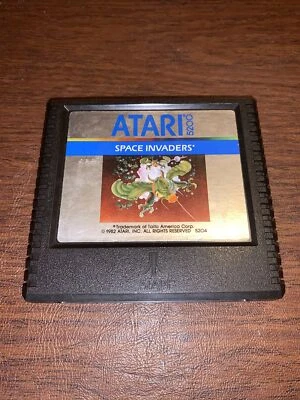 ATARI 5200
SPACE INVADERS*
*Trademark of Taito America Corp.
© 1982 ATARI, INC. ALL RIGHTS RESERVED 5204